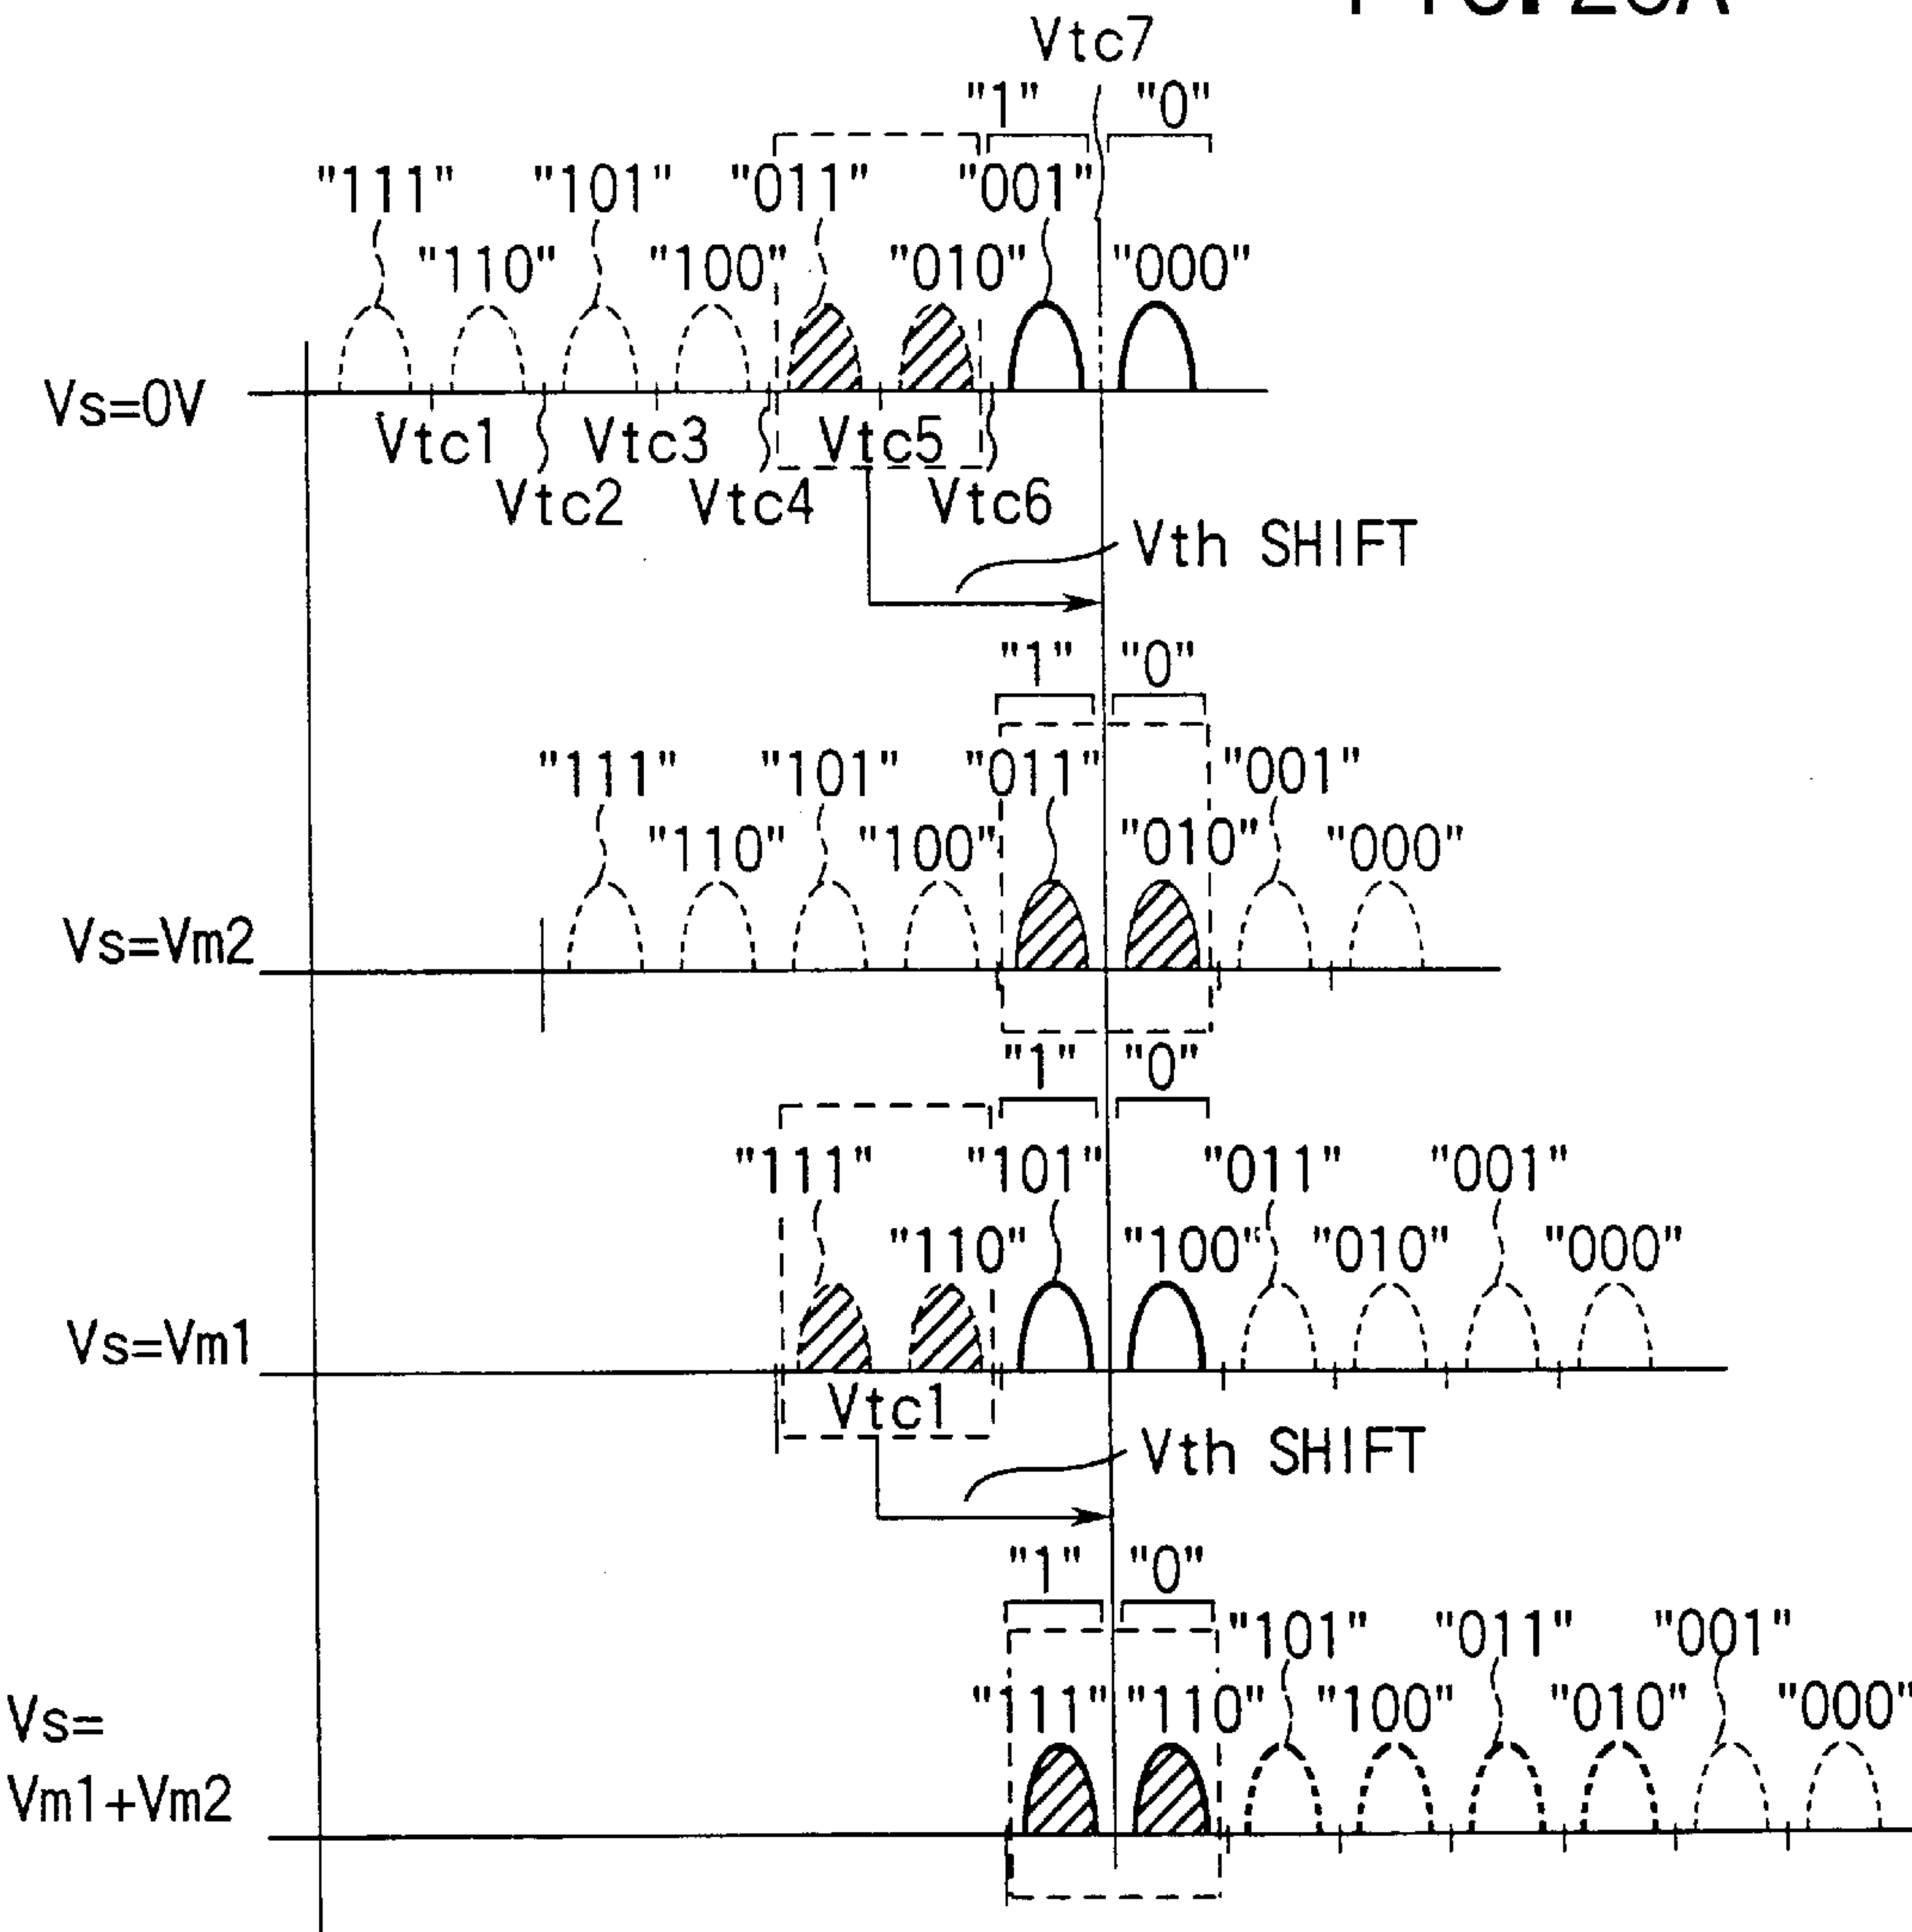 Vtc7
"1" "0"
"111" "101" "011" "001"
"110" "100" "010" "000"
Vs=0V
Vtc1 Vtc3 Vtc5
Vtc2 Vtc4 Vtc6
Vth SHIFT
"1" "0"
"111" "101" "011" "001"
"110" "100" "010" "000"
Vs=Vm2
"1" "0"
"111" "101" "011" "001"
"110" "100" "010" "000"
Vs=Vm1
Vtc1
Vth SHIFT
"1" "0"
"101" "011" "001"
"111" "110" "100" "010" "000"
Vs=
Vm1+Vm2